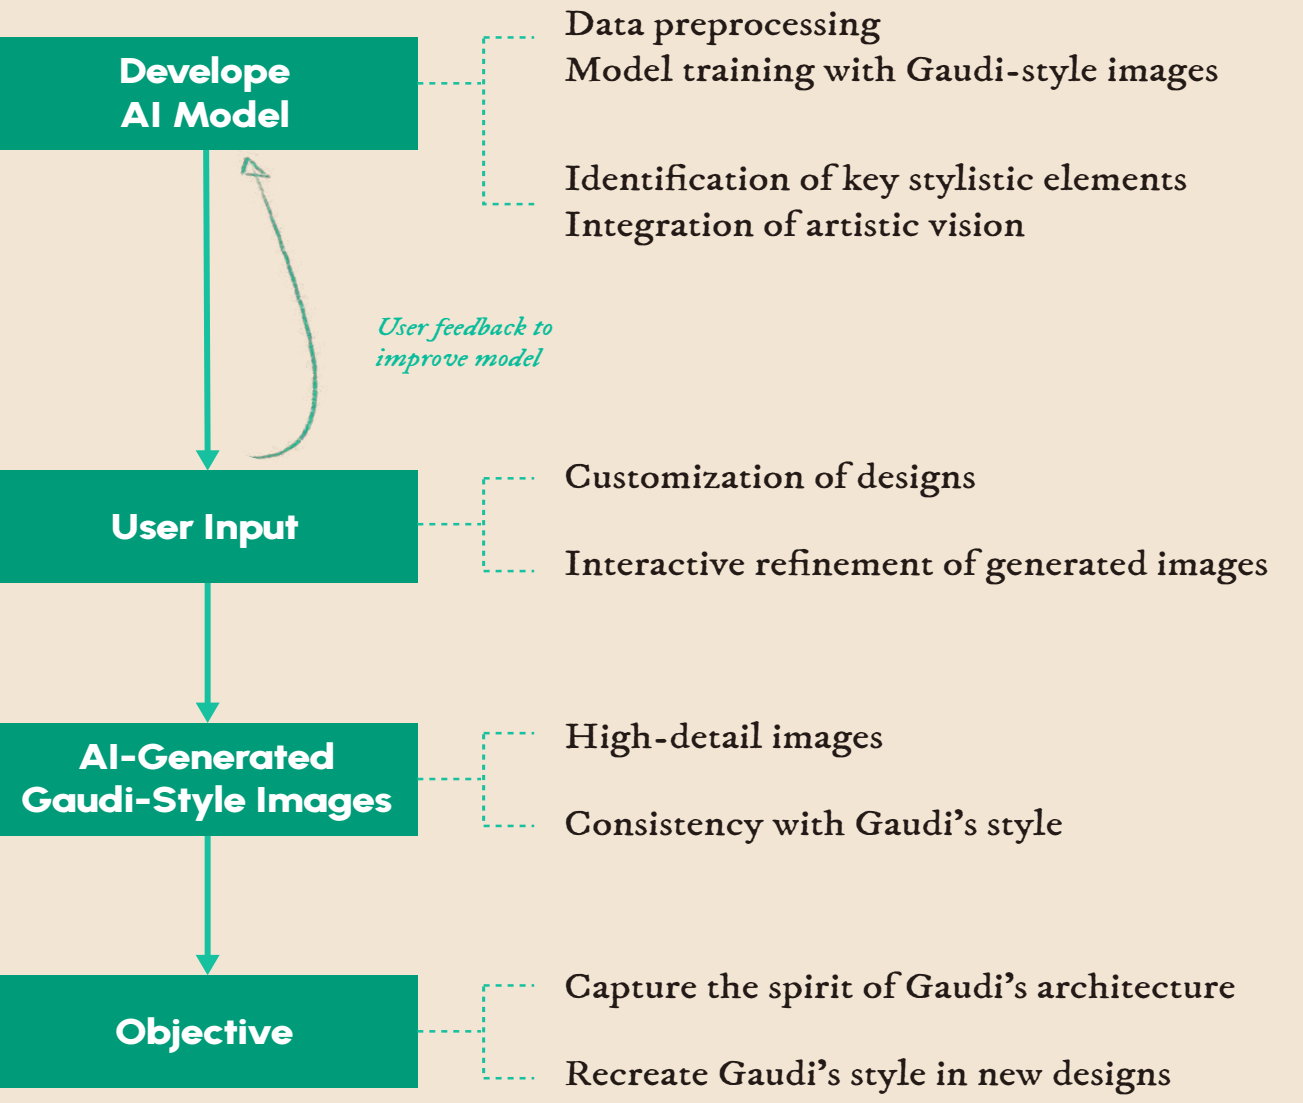 Develope
AI Model
Data preprocessing
Model training with Gaudi-style images
Identification of key stylistic elements
Integration of artistic vision
User feedback to
improve model
User Input
Customization of designs
Interactive refinement of generated images
AI-Generated
Gaudi-Style Images
High-detail images
Consistency with Gaudi’s style
Objective
Capture the spirit of Gaudi’s architecture
Recreate Gaudi’s style in new designs